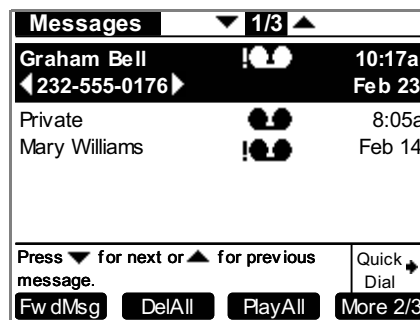 Messages 1/3
Graham Bell 10:17a
232-555-0176 Feb 23
Private 8:05a
Mary Williams Feb 14
Press for next or for previous
message.
Quick
Dial
FwdMsg DelAll PlayAll More 2/3